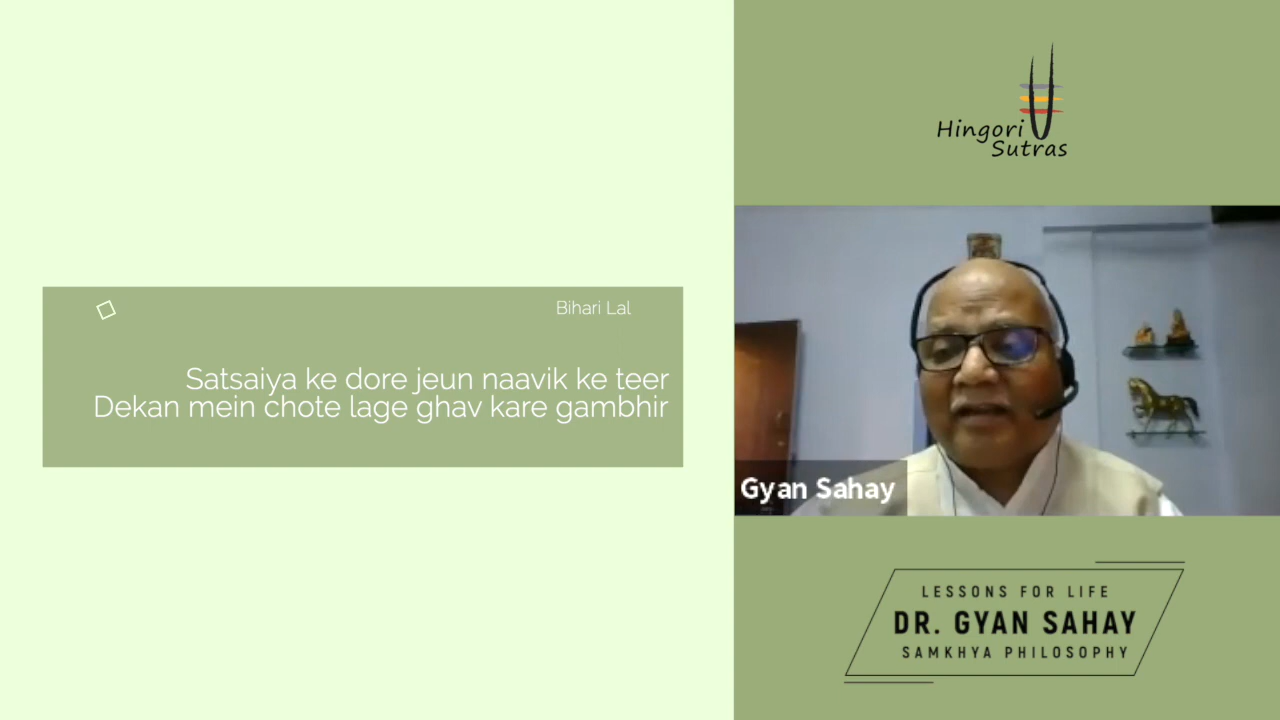 Bihari Lal
Satsaiya ke dore jeun naavik ke teer
Dekan mein chote lage ghav kare gambhir
Hingori
Sutras
Gyan Sahay
LESSONS FOR LIFE
DR. GYAN SAHAY
SAMKHYA PHILOSOPHY